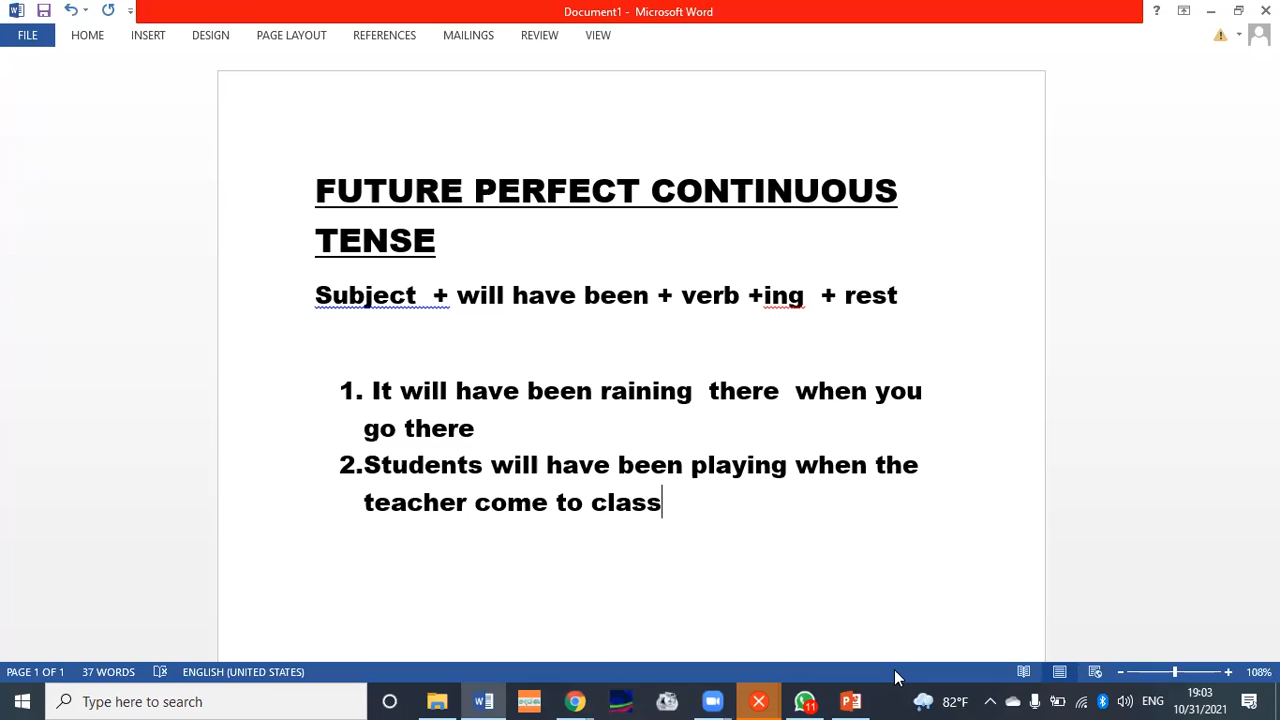 Document1 - Microsoft Word
?
FILE HOME INSERT DESIGN PAGE LAYOUT REFERENCES MAILINGS REVIEW VIEW
FUTURE PERFECT CONTINUOUS
TENSE
Subject + will have been + verb +ing + rest
1. It will have been raining there when you
go there
2.Students will have been playing when the
teacher come to class
PAGE 1 OF 1 37 WORDS ENGLISH (UNITED STATES) 108%
Type here to search
11
82°F
ENG
19:03
10/31/2021